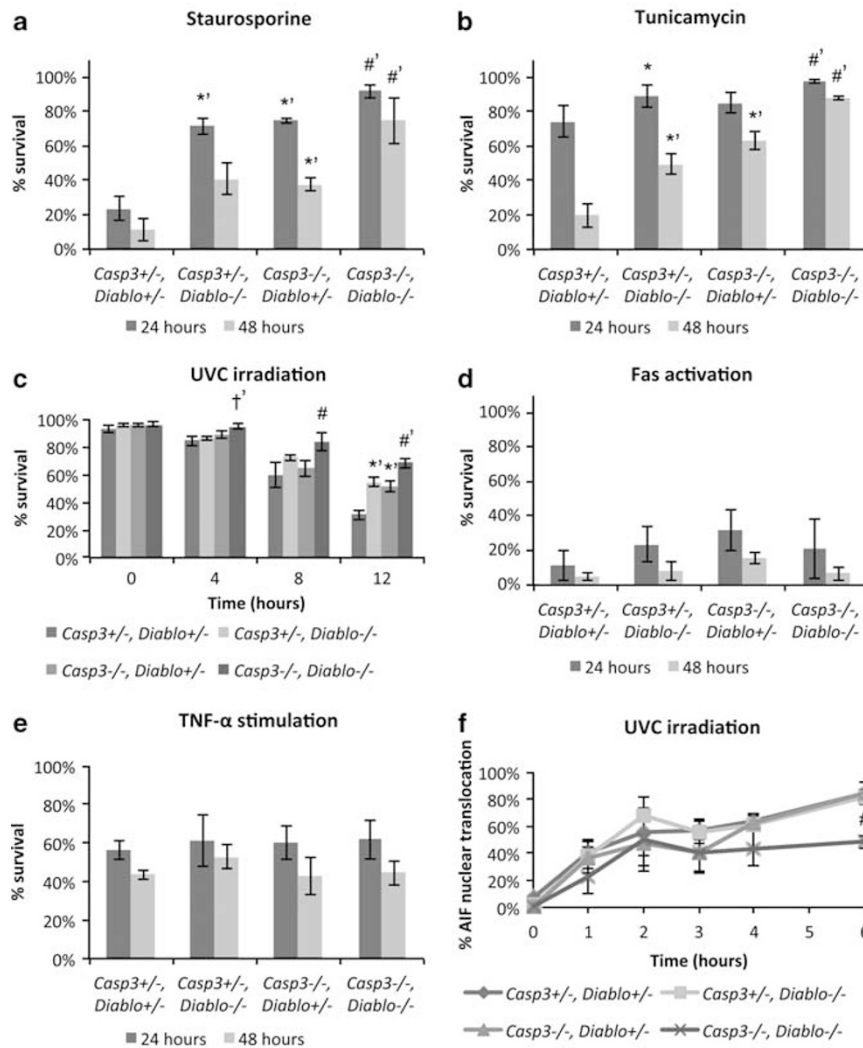 a
Staurosporine
% survival
100%
80%
60%
40%
20%
0%
*’
*’
*’
#’
#’
Casp3+/-, Casp3+/-, Casp3-/-, Casp3-/-,
Diablo+/- Diablo-/- Diablo+/- Diablo-/-
24 hours 48 hours
b
Tunicamycin
% survival
100%
80%
60%
40%
20%
0%
*
*’
*’
#’
#’
Casp3+/-, Casp3+/-, Casp3-/-, Casp3-/-,
Diablo+/- Diablo-/- Diablo+/- Diablo-/-
24 hours 48 hours
c
UVC irradiation
% survival
100%
80%
60%
40%
20%
0%
†’
#
*’ *’
#’
0 4 8 12
Time (hours)
Casp3+/-, Diablo+/- Casp3+/-, Diablo-/-
Casp3-/-, Diablo+/- Casp3-/-, Diablo-/-
d
Fas activation
% survival
100%
80%
60%
40%
20%
0%
Casp3+/-, Casp3+/-, Casp3-/-, Casp3-/-,
Diablo+/- Diablo-/- Diablo+/- Diablo-/-
24 hours 48 hours
e
TNF-α stimulation
% survival
100%
80%
60%
40%
20%
0%
Casp3+/-, Casp3+/-, Casp3-/-, Casp3-/-,
Diablo+/- Diablo-/- Diablo+/- Diablo-/-
24 hours 48 hours
f
UVC irradiation
% AIF nuclear translocation
100%
80%
60%
40%
20%
0%
0 1 2 3 4 6
Time (hours)
Casp3+/-, Diablo+/- Casp3+/-, Diablo-/-
Casp3-/-, Diablo+/- Casp3-/-, Diablo-/-